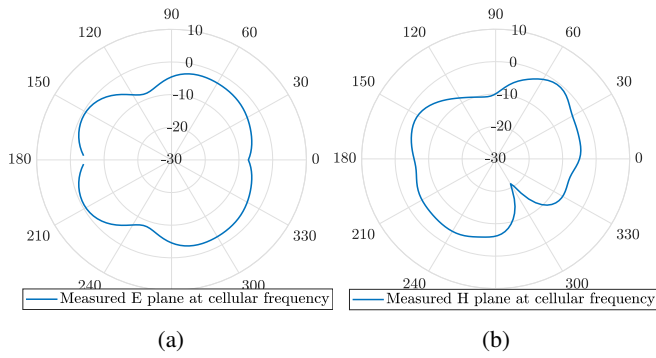 90 90
120 10 60 120 10 60
0 0
150 -10 30 150 -10 30
-20 -20
180 -30 0 180 -30 0
210 330 210 330
240 300 240 300
Measured E plane at cellular frequency Measured H plane at cellular frequency
(a) (b)